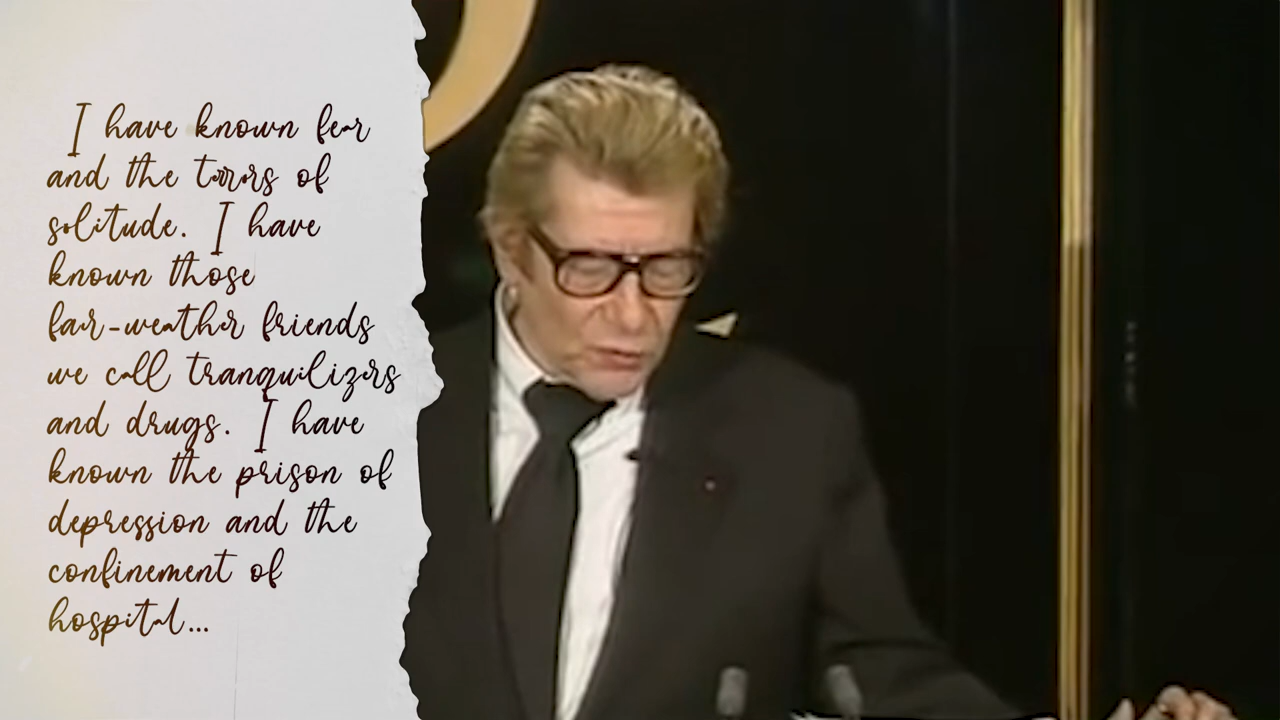 I have known fear
and the terrors of
solitude. I have
known those
fair-weather friends
we call tranquilizers
and drugs. I have
known the prison of
depression and the
confinement of
hospital...